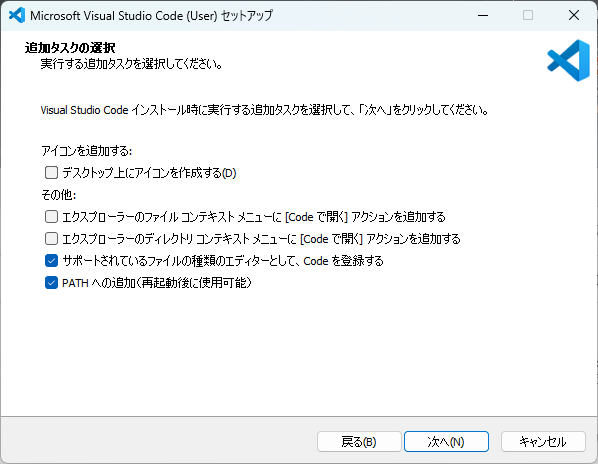 Microsoft Visual Studio Code (User) セットアップ
追加タスクの選択
実行する追加タスクを選択してください。
Visual Studio Code インストール時に実行する追加タスクを選択して、「次へ」をクリックしてください。
アイコンを追加する:
デスクトップ上にアイコンを作成する(D)
その他:
エクスプローラーのファイル コンテキスト メニューに [Code で開く] アクションを追加する
エクスプローラーのディレクトリ コンテキスト メニューに [Code で開く] アクションを追加する
サポートされているファイルの種類のエディターとして、Code を登録する
PATH への追加（再起動後に使用可能）
戻る(B) 次へ(N) キャンセル